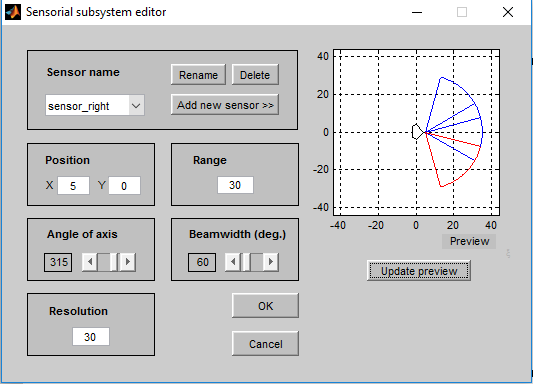 Sensorial subsystem editor
Sensor name
Rename
Delete
sensor_right
Add new sensor >>
Position
X 5 Y 0
Range
30
Angle of axis
315
Beamwidth (deg.)
60
Resolution
30
OK
Cancel
40
20
0
-20
-40
-40 -20 0 20 40
Preview
Update preview